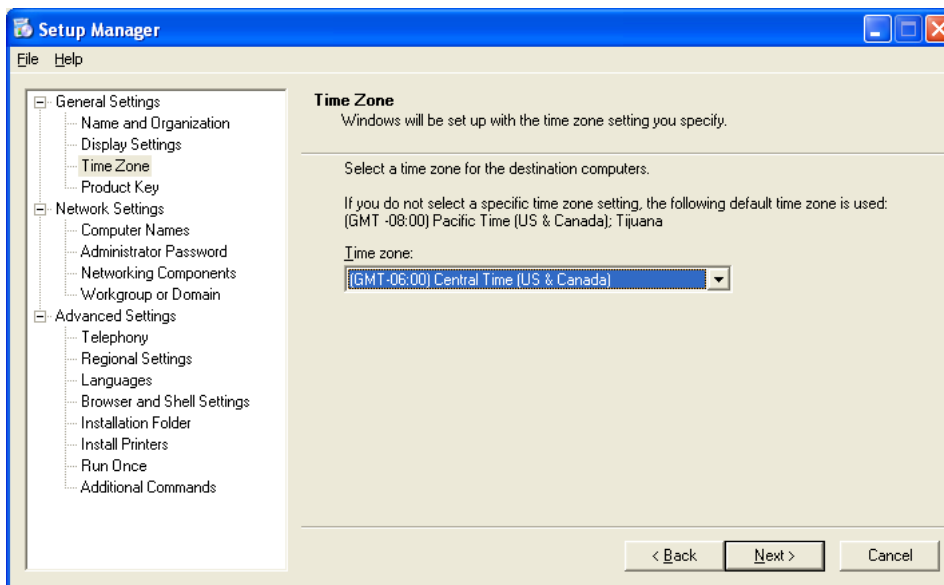 Setup Manager
File Help
General Settings
Name and Organization
Display Settings
Time Zone
Product Key
Network Settings
Computer Names
Administrator Password
Networking Components
Workgroup or Domain
Advanced Settings
Telephony
Regional Settings
Languages
Browser and Shell Settings
Installation Folder
Install Printers
Run Once
Additional Commands
Time Zone
Windows will be set up with the time zone setting you specify.
Select a time zone for the destination computers.
If you do not select a specific time zone setting, the following default time zone is used:
(GMT -08:00) Pacific Time (US & Canada); Tijuana
Time zone:
(GMT-06:00) Central Time (US & Canada)
< Back Next > Cancel